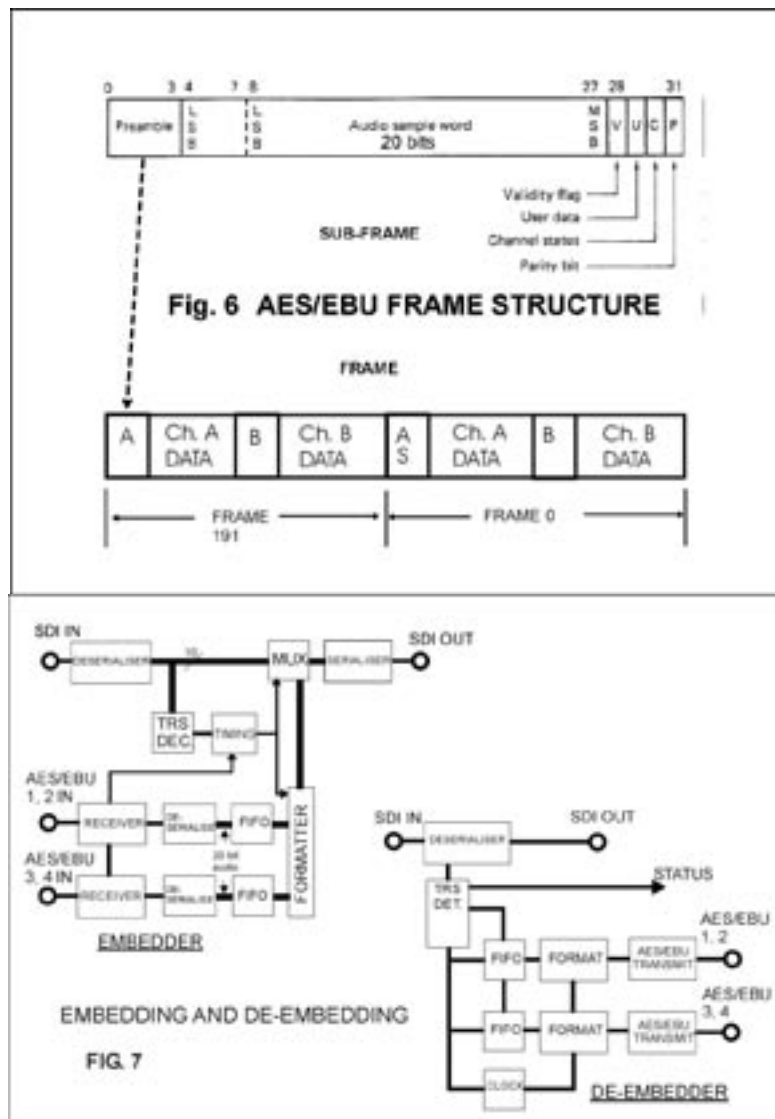 0 3 4 7 8 27 28 31
Preamble
L S B
L S B
Audio sample word
20 bits
M S B
V U C P
Validity flag
User data
Channel states
Parity bit
SUB-FRAME
Fig. 6 AES/EBU FRAME STRUCTURE
FRAME
A
Ch. A DATA
B
Ch. B DATA
A S
Ch. A DATA
B
Ch. B DATA
FRAME 191
FRAME 0
SDI IN
DESERIALISER
MUX
SERIALISER
SDI OUT
TRS DEC
TIMING
AES/EBU
1, 2 IN
RECEIVER
DE-SERIALISE
FIFO
FORMATTER
20 bit audio
AES/EBU
3, 4 IN
RECEIVER
DE-SERIALISE
FIFO
EMBEDDER
SDI IN
DESERIALISER
SDI OUT
TRS DET.
STATUS
FIFO
FORMAT
AES/EBU TRANSMIT
AES/EBU 1, 2
FIFO
FORMAT
AES/EBU TRANSMIT
AES/EBU 3, 4
CLOCK
DE-EMBEDDER
EMBEDDING AND DE-EMBEDDING
FIG. 7